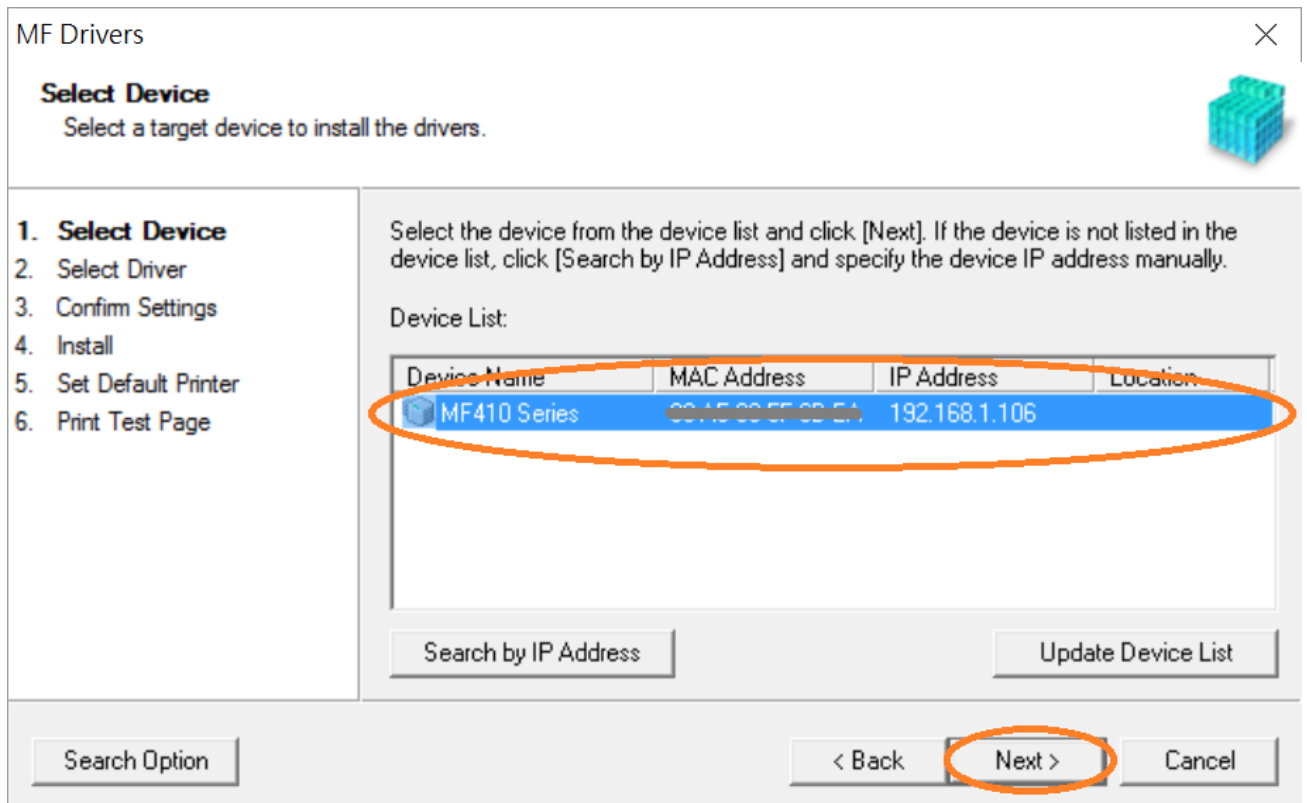 MF Drivers
Select Device
Select a target device to install the drivers.
1. Select Device
2. Select Driver
3. Confirm Settings
4. Install
5. Set Default Printer
6. Print Test Page
Select the device from the device list and click [Next]. If the device is not listed in the
device list, click [Search by IP Address] and specify the device IP address manually.
Device List:
Device Name MAC Address IP Address Location
MF410 Series 192.168.1.106
Search by IP Address Update Device List
Search Option < Back Next > Cancel